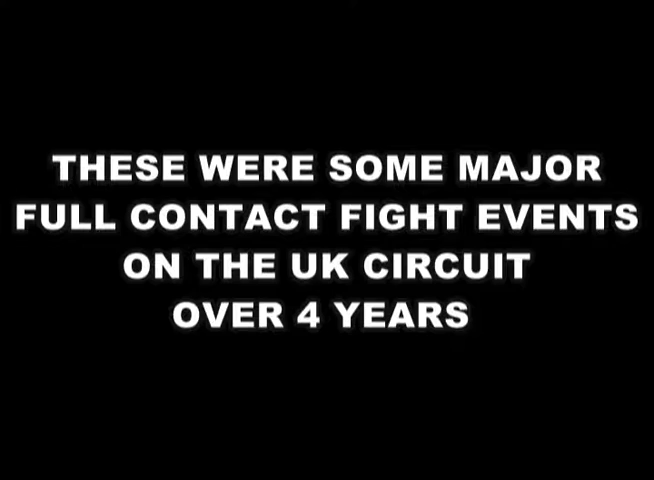 THESE WERE SOME MAJOR
FULL CONTACT FIGHT EVENTS
ON THE UK CIRCUIT
OVER 4 YEARS